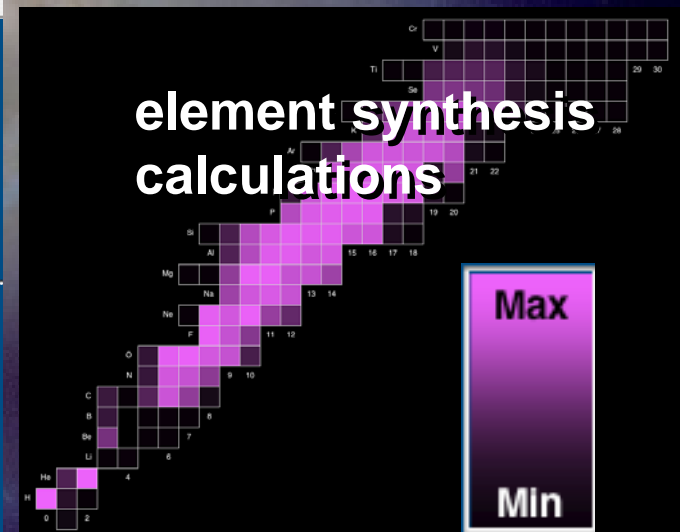 Cr
V
Ti
29 30
Sc
element synthesis
K
28
Ar
calculations
21 22
P
19 20
Si
Al
15 16 17 18
Mg
Na
13 14
Max
Ne
F
11 12
O
N
9 10
C
B
8
Be
7
Li
6
He
4
H
Min
0 2